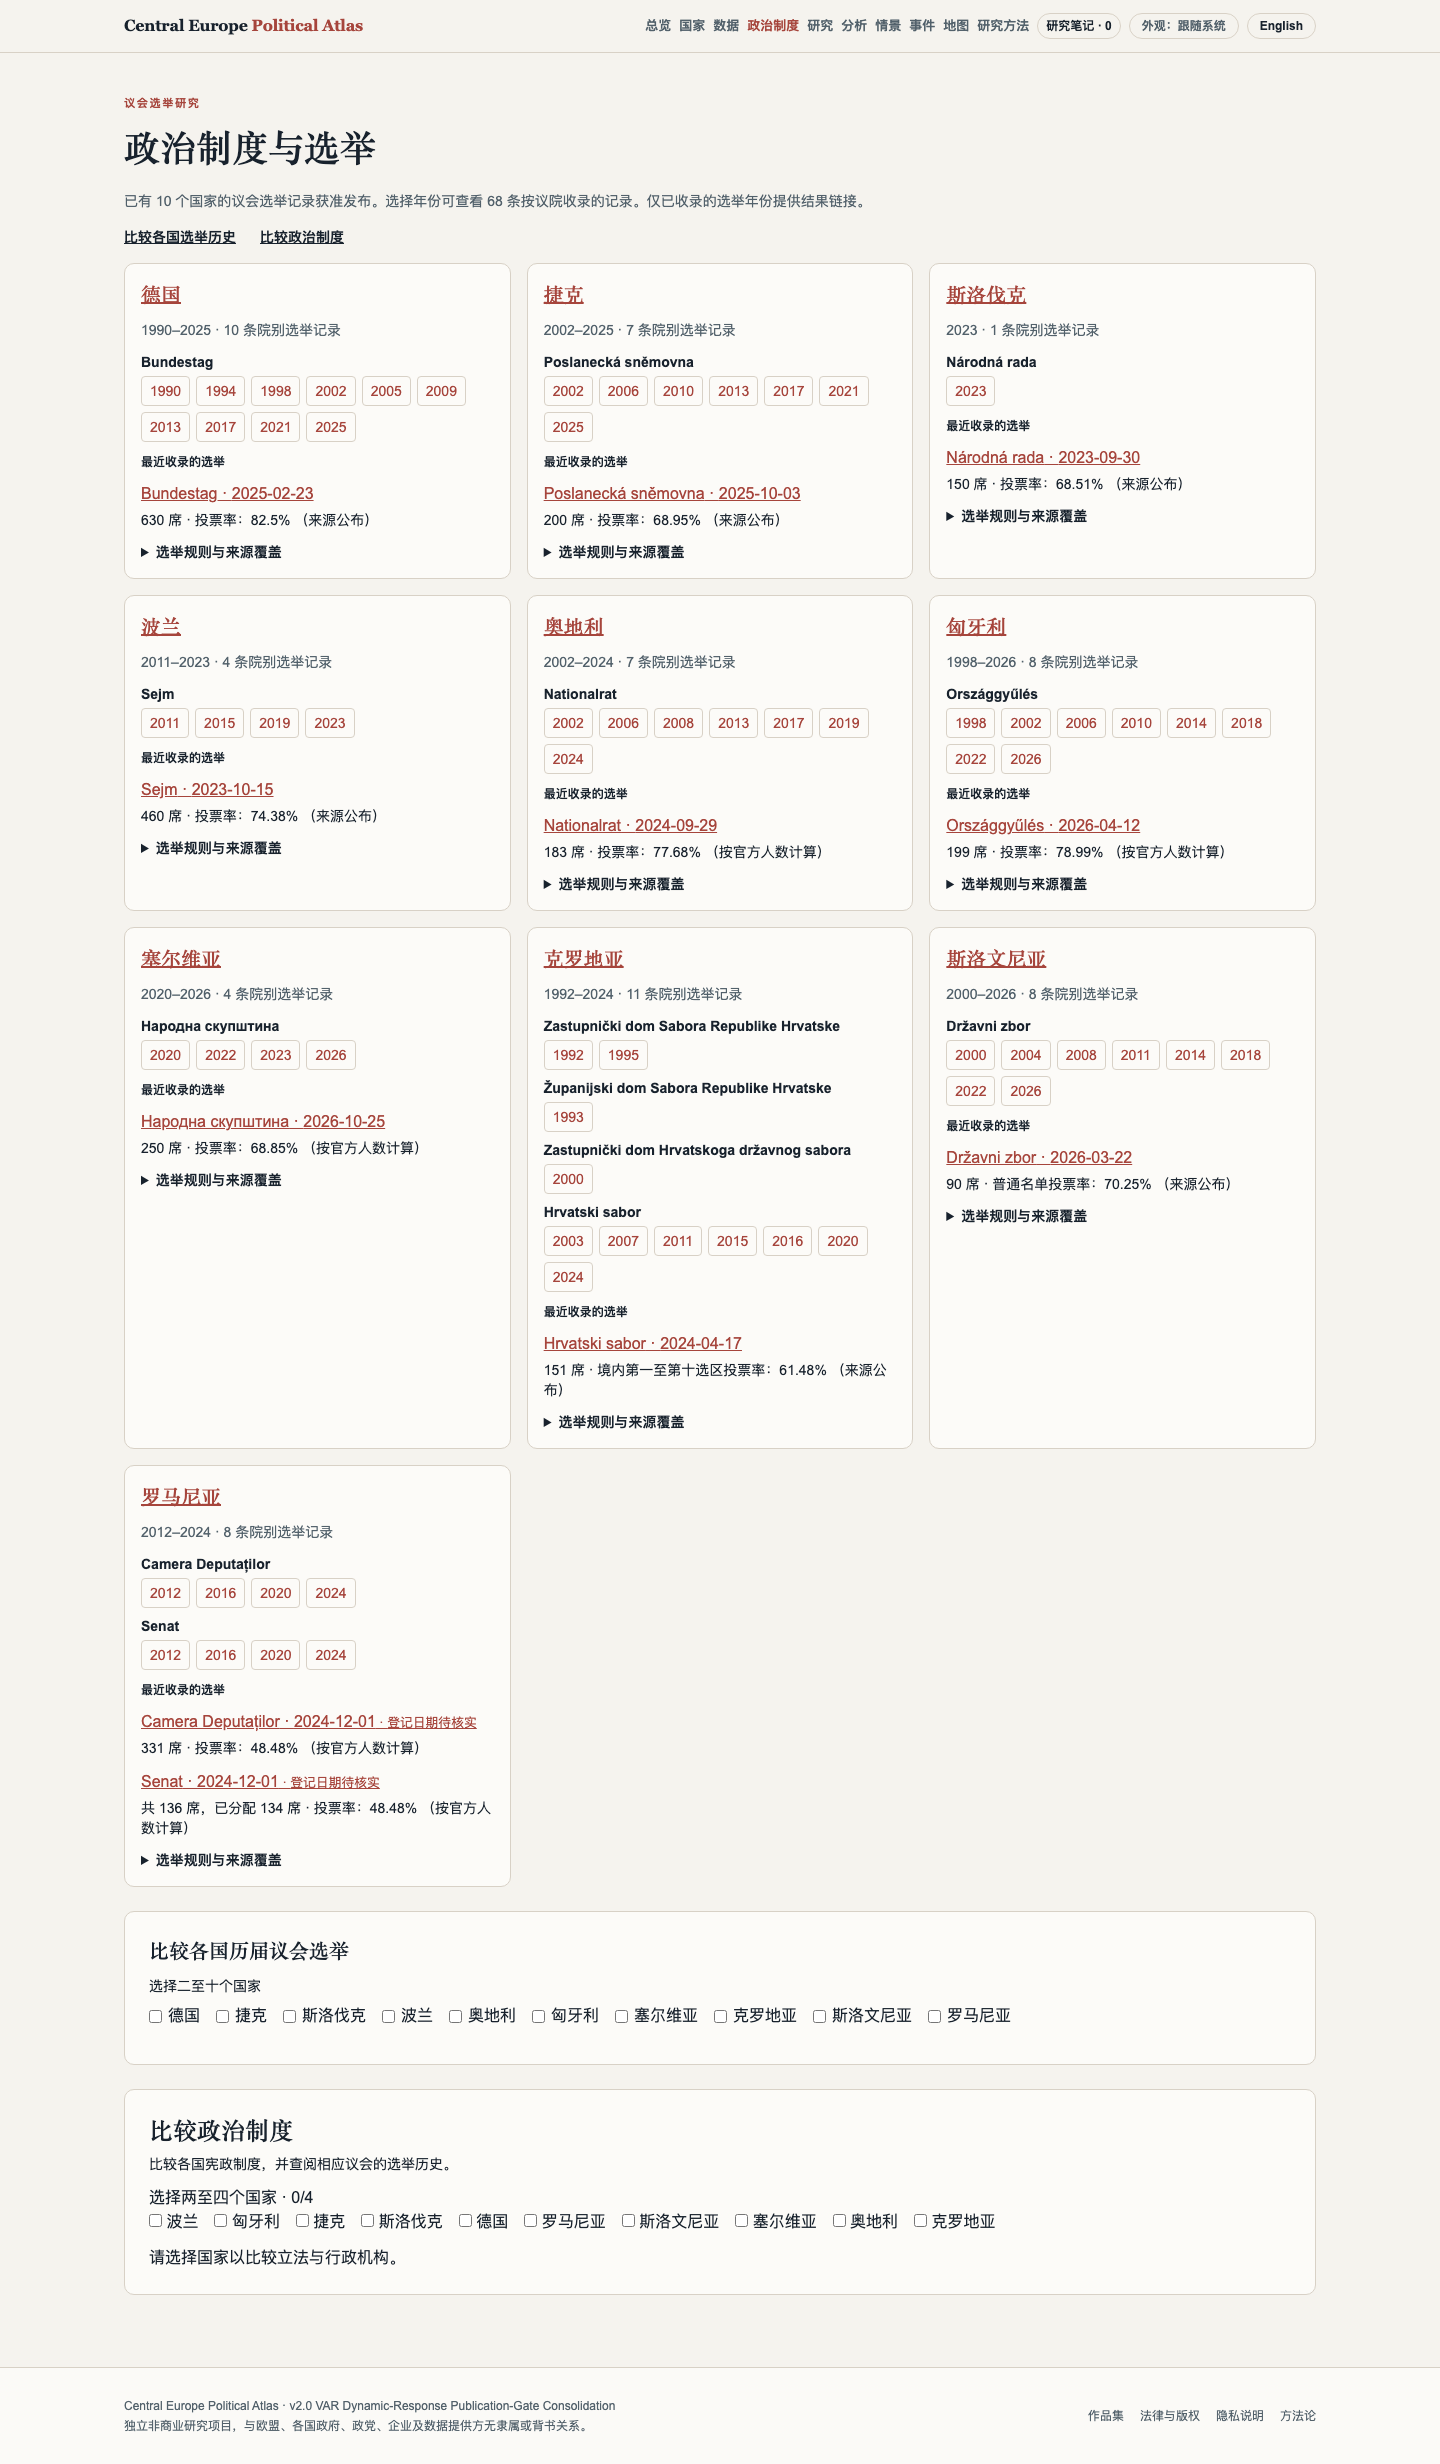 Central Europe Political Atlas
总览 国家 数据 政治制度 研究 分析 情景 事件 地图 研究方法 研究笔记 · 0 外观：跟随系统 English
议会选举研究
政治制度与选举
已有 10 个国家的议会选举记录获准发布。选择年份可查看 68 条按议院收录的记录。仅已收录的选举年份提供结果链接。
比较各国选举历史 比较政治制度
德国
1990–2025 · 10 条院别选举记录
Bundestag
1990 1994 1998 2002 2005 2009
2013 2017 2021 2025
最近收录的选举
Bundestag · 2025-02-23
630 席 · 投票率：82.5% （来源公布）
▶ 选举规则与来源覆盖
捷克
2002–2025 · 7 条院别选举记录
Poslanecká sněmovna
2002 2006 2010 2013 2017 2021
2025
最近收录的选举
Poslanecká sněmovna · 2025-10-03
200 席 · 投票率：68.95% （来源公布）
▶ 选举规则与来源覆盖
斯洛伐克
2023 · 1 条院别选举记录
Národná rada
2023
最近收录的选举
Národná rada · 2023-09-30
150 席 · 投票率：68.51% （来源公布）
▶ 选举规则与来源覆盖
波兰
2011–2023 · 4 条院别选举记录
Sejm
2011 2015 2019 2023
最近收录的选举
Sejm · 2023-10-15
460 席 · 投票率：74.38% （来源公布）
▶ 选举规则与来源覆盖
奥地利
2002–2024 · 7 条院别选举记录
Nationalrat
2002 2006 2008 2013 2017 2019
2024
最近收录的选举
Nationalrat · 2024-09-29
183 席 · 投票率：77.68% （按官方人数计算）
▶ 选举规则与来源覆盖
匈牙利
1998–2026 · 8 条院别选举记录
Országgyűlés
1998 2002 2006 2010 2014 2018
2022 2026
最近收录的选举
Országgyűlés · 2026-04-12
199 席 · 投票率：78.99% （按官方人数计算）
▶ 选举规则与来源覆盖
塞尔维亚
2020–2026 · 4 条院别选举记录
Народна скупштина
2020 2022 2023 2026
最近收录的选举
Народна скупштина · 2026-10-25
250 席 · 投票率：68.85% （按官方人数计算）
▶ 选举规则与来源覆盖
克罗地亚
1992–2024 · 11 条院别选举记录
Zastupnički dom Sabora Republike Hrvatske
1992 1995
Županijski dom Sabora Republike Hrvatske
1993
Zastupnički dom Hrvatskoga državnog sabora
2000
Hrvatski sabor
2003 2007 2011 2015 2016 2020
2024
最近收录的选举
Hrvatski sabor · 2024-04-17
151 席 · 境内第一至第十选区投票率：61.48% （来源公
布）
▶ 选举规则与来源覆盖
斯洛文尼亚
2000–2026 · 8 条院别选举记录
Državni zbor
2000 2004 2008 2011 2014 2018
2022 2026
最近收录的选举
Državni zbor · 2026-03-22
90 席 · 普通名单投票率：70.25% （来源公布）
▶ 选举规则与来源覆盖
罗马尼亚
2012–2024 · 8 条院别选举记录
Camera Deputaților
2012 2016 2020 2024
Senat
2012 2016 2020 2024
最近收录的选举
Camera Deputaților · 2024-12-01 · 登记日期待核实
331 席 · 投票率：48.48% （按官方人数计算）
Senat · 2024-12-01 · 登记日期待核实
共 136 席，已分配 134 席 · 投票率：48.48% （按官方人
数计算）
▶ 选举规则与来源覆盖
比较各国历届议会选举
选择二至十个国家
德国 捷克 斯洛伐克 波兰 奥地利 匈牙利 塞尔维亚 克罗地亚 斯洛文尼亚 罗马尼亚
比较政治制度
比较各国宪政制度，并查阅相应议会的选举历史。
选择两至四个国家 · 0/4
波兰 匈牙利 捷克 斯洛伐克 德国 罗马尼亚 斯洛文尼亚 塞尔维亚 奥地利 克罗地亚
请选择国家以比较立法与行政机构。
Central Europe Political Atlas · v2.0 VAR Dynamic-Response Publication-Gate Consolidation
独立非商业研究项目，与欧盟、各国政府、政党、企业及数据提供方无隶属或背书关系。
作品集 法律与版权 隐私说明 方法论